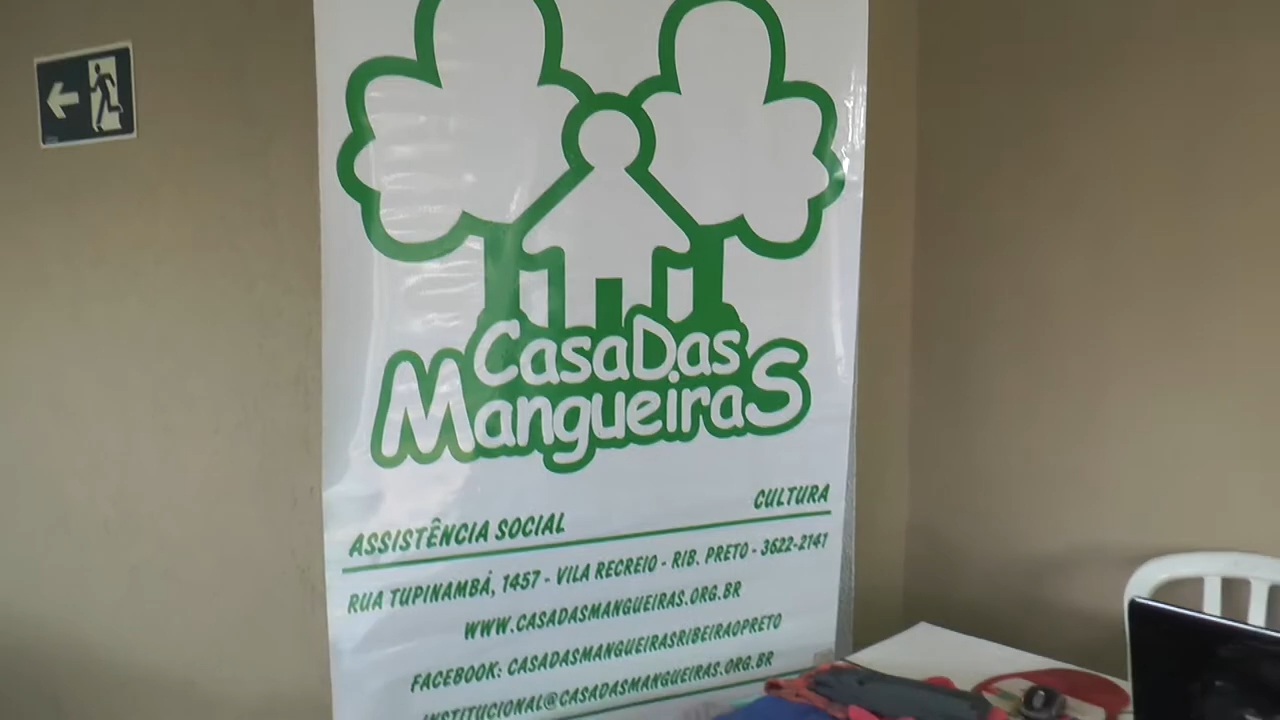 CasaDas
MangueiraS
ASSISTÊNCIA SOCIAL CULTURA
RUA TUPINAMBÁ, 1457 - VILA RECREIO - RIB. PRETO - 3622-2141
WWW.CASADASMANGUEIRAS.ORG.BR
FACEBOOK: CASADASMANGUEIRASRIBEIRAOPRETO
INSTITUCIONAL@CASADASMANGUEIRAS.ORG.BR